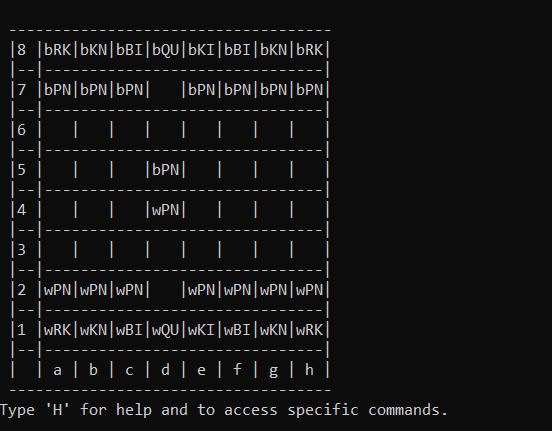 ------------------------------------
|8 |bRK|bKN|bBI|bQU|bKI|bBI|bKN|bRK|
|--|-------------------------------|
|7 |bPN|bPN|bPN|   |bPN|bPN|bPN|bPN|
|--|-------------------------------|
|6 |   |   |   |   |   |   |   |   |
|--|-------------------------------|
|5 |   |   |   |bPN|   |   |   |   |
|--|-------------------------------|
|4 |   |   |   |wPN|   |   |   |   |
|--|-------------------------------|
|3 |   |   |   |   |   |   |   |   |
|--|-------------------------------|
|2 |wPN|wPN|wPN|   |wPN|wPN|wPN|wPN|
|--|-------------------------------|
|1 |wRK|wKN|wBI|wQU|wKI|wBI|wKN|wRK|
|--|-------------------------------|
|  | a | b | c | d | e | f | g | h |
------------------------------------
Type 'H' for help and to access specific commands.